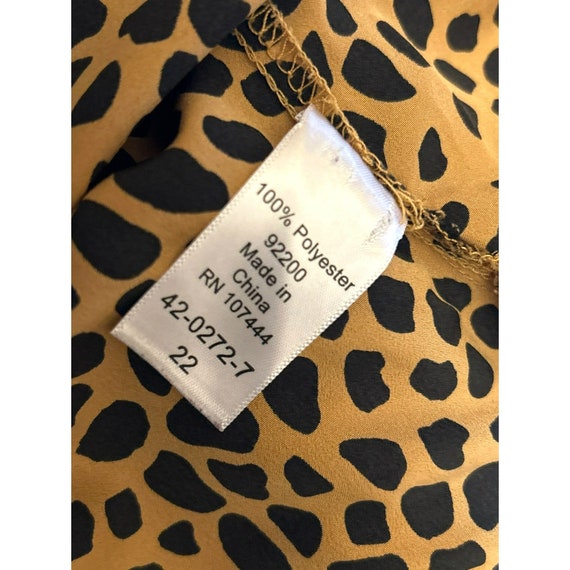 100% Polyester
92200
Made in
China
RN 107444
42-0272-7
22